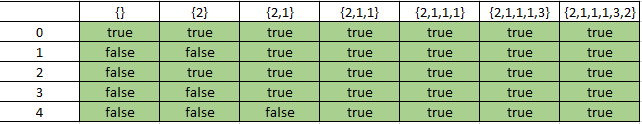 {} {2} {2,1} {2,1,1} {2,1,1,1} {2,1,1,1,3} {2,1,1,1,3,2}
0 true true true true true true true
1 false false true true true true true
2 false true true true true true true
3 false false true true true true true
4 false false false true true true true